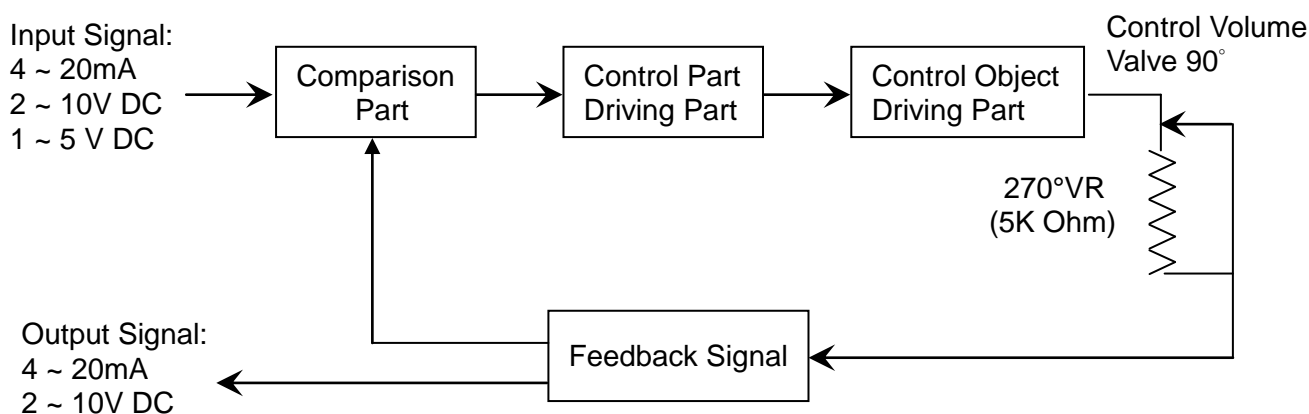 Input Signal:
4 ~ 20mA
2 ~ 10V DC
1 ~ 5 V DC
Comparison
Part
Control Part
Driving Part
Control Object
Driving Part
Control Volume
Valve 90°
270°VR
(5K Ohm)
Feedback Signal
Output Signal:
4 ~ 20mA
2 ~ 10V DC